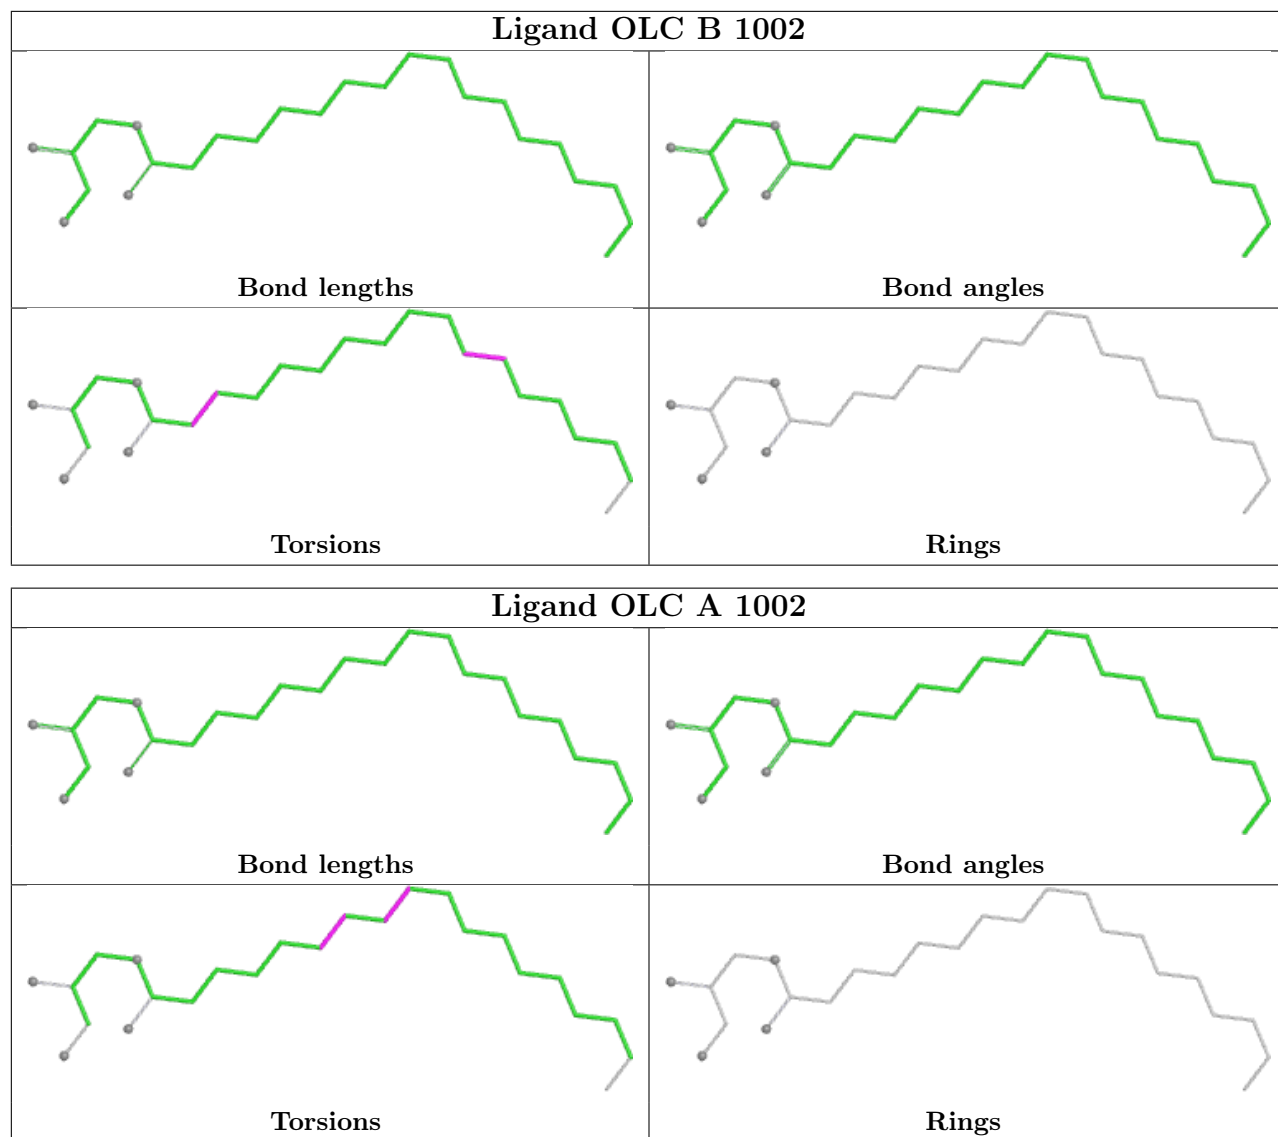 Ligand OLC B 1002
Bond lengths
Bond angles
Torsions
Rings
Ligand OLC A 1002
Bond lengths
Bond angles
Torsions
Rings